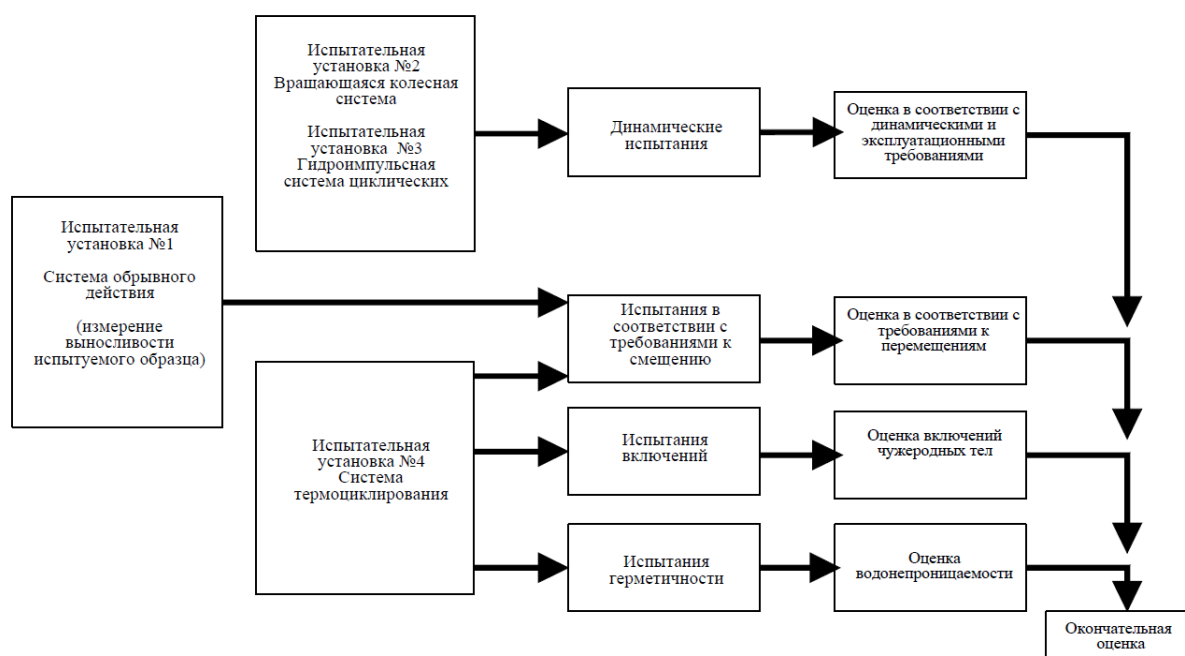 Испытательная
установка №2
Вращающаяся колесная
система
Испытательная
установка №3
Гидроимпульсная
система циклических
Динамические
испытания
Оценка в соответствии с
динамическими и
эксплуатационными
требованиями
Испытательная
установка №1
Система обрывного
действия
(измерение
выносливости
испытуемого образца)
Испытания в
соответствии с
требованиями к
смещению
Оценка в соответствии с
требованиями к
перемещениям
Испытательная
установка №4
Система
термоциклирования
Испытания
включений
Оценка включений
чужеродных тел
Испытания
герметичности
Оценка
водонепроницаемости
Окончательная
оценка